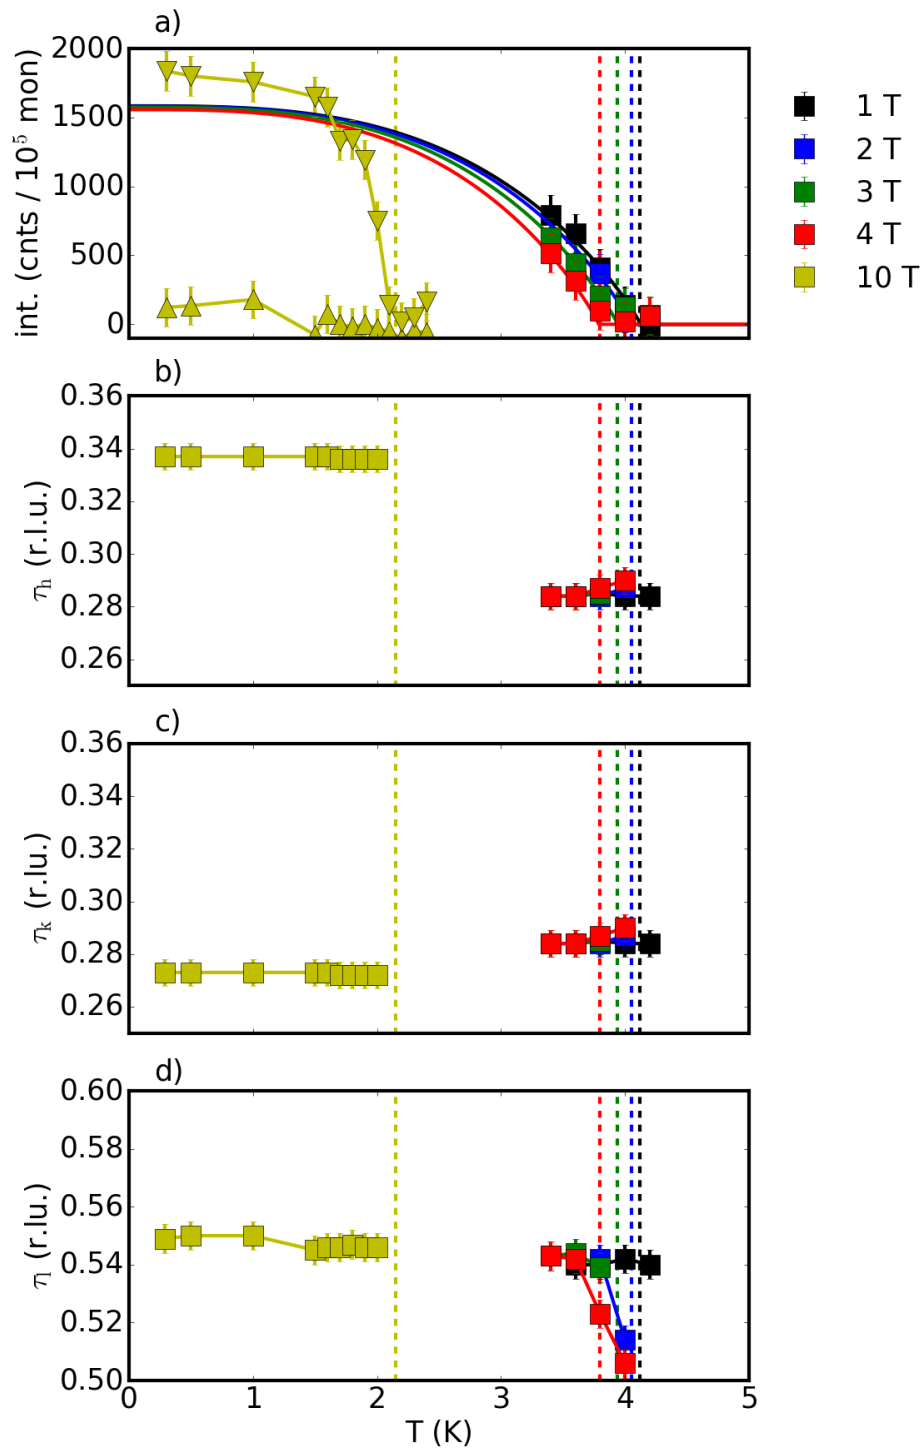 a)
2000
1500
1000
500
0
int. (cnts / 10⁵ mon)
1 T
2 T
3 T
4 T
10 T
b)
0.36
0.34
0.32
0.30
0.28
0.26
τh (r.l.u.)
c)
0.36
0.34
0.32
0.30
0.28
0.26
τk (r.lu.)
d)
0.60
0.58
0.56
0.54
0.52
0.50
τl (r.lu.)
0 1 2 3 4 5
T (K)